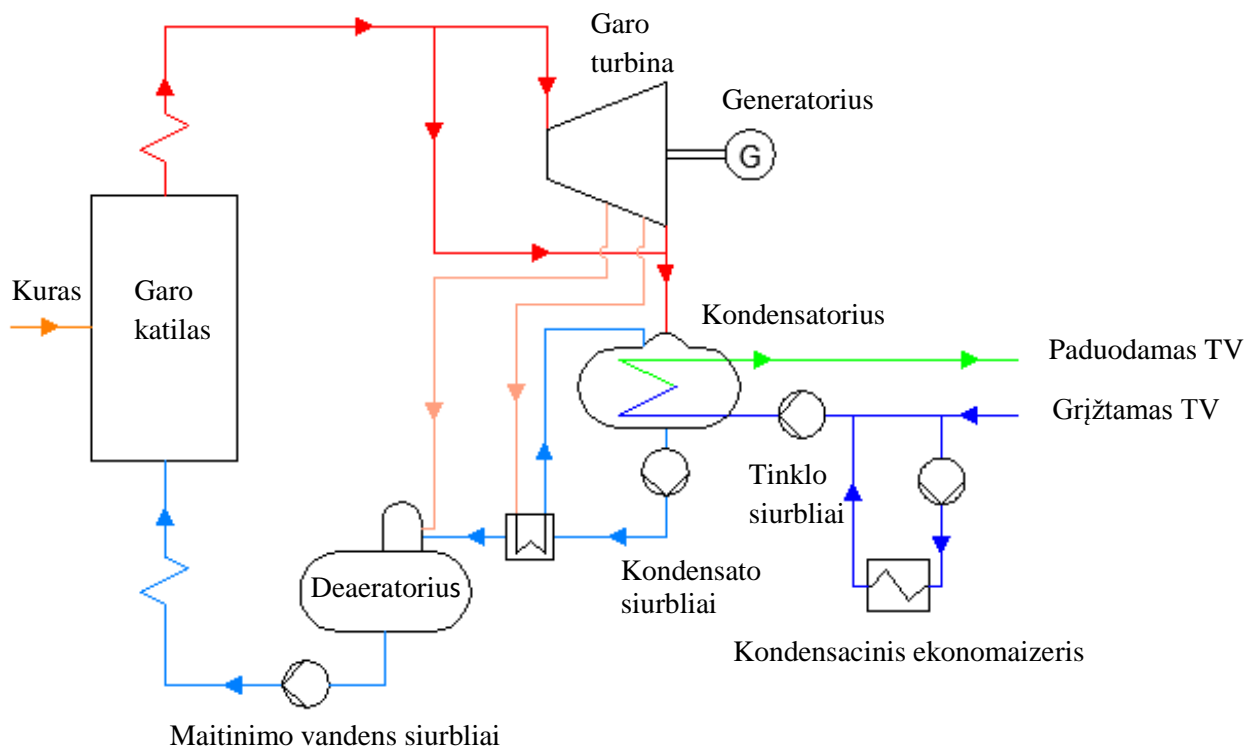 Garo
turbina
Generatorius
G
Kuras
Garo
katilas
Kondensatorius
Paduodamas TV
Grįžtamas TV
Tinklo
siurbliai
Deaeratorius
Kondensato
siurbliai
Kondensacinis ekonomaizeris
Maitinimo vandens siurbliai